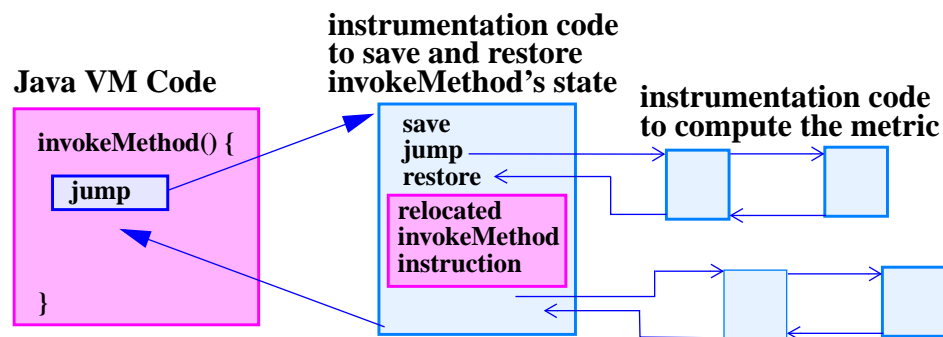 instrumentation code
to save and restore
invokeMethod's state
Java VM Code
instrumentation code
to compute the metric
invokeMethod() {
jump
}
save
jump
restore
relocated
invokeMethod
instruction